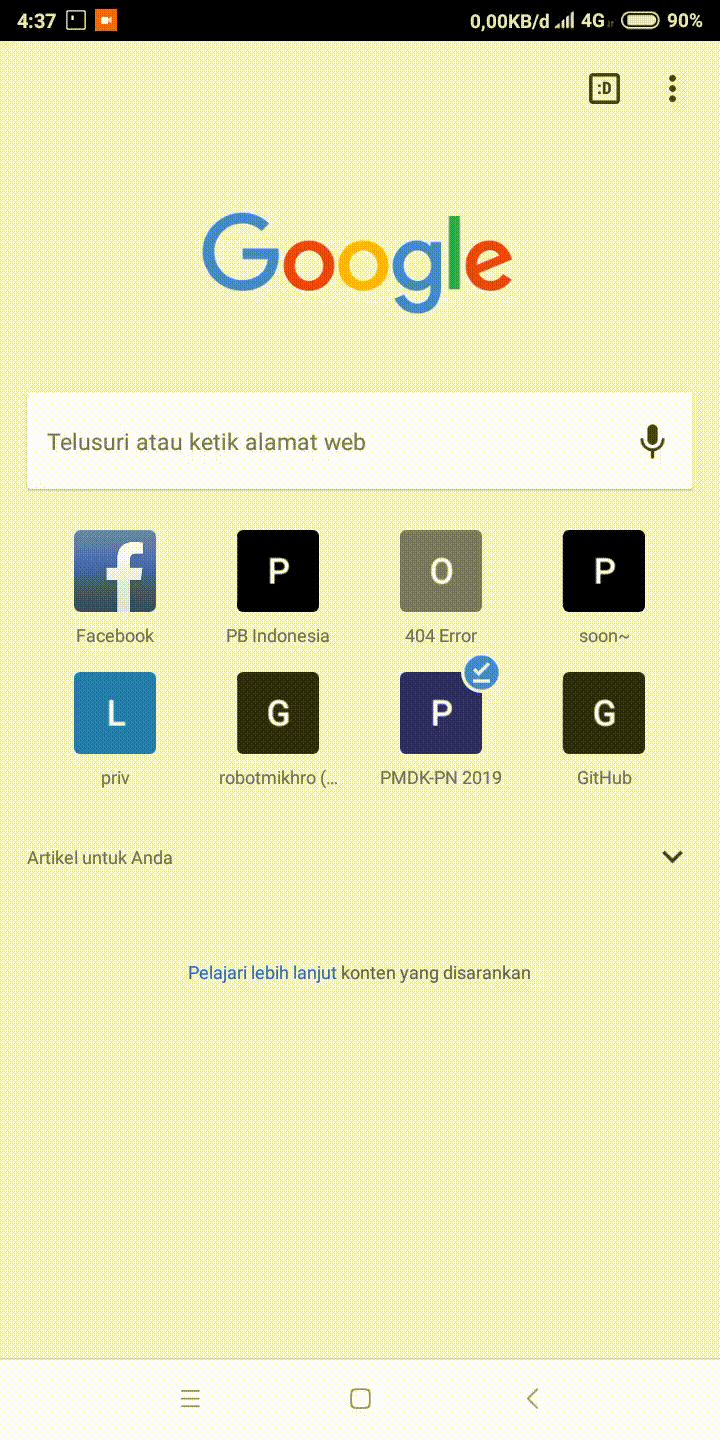 4:37 0,00KB/d 4G 90%
:D
Google
Telusuri atau ketik alamat web
f P O P
Facebook PB Indonesia 404 Error soon~
L G P G
priv robotmikhro (... PMDK-PN 2019 GitHub
Artikel untuk Anda
Pelajari lebih lanjut konten yang disarankan